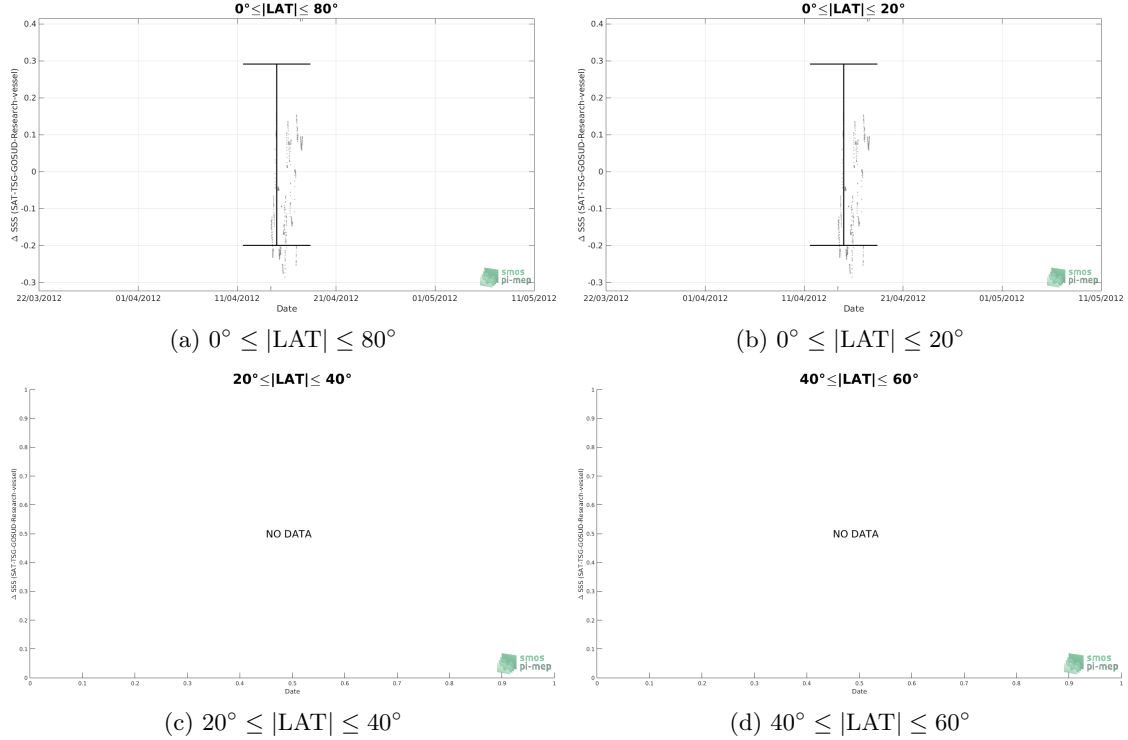 0°≤|LAT|≤ 80°
0.4
0.3
0.2
0.1
0
-0.1
-0.2
-0.3
Δ SSS (SAT-TSG-GOSUD-Research-vessel)
22/03/2012 01/04/2012 11/04/2012 21/04/2012 01/05/2012 11/05/2012
Date
smos
pi-mep
(a) 0° ≤ |LAT| ≤ 80°
0°≤|LAT|≤ 20°
0.4
0.3
0.2
0.1
0
-0.1
-0.2
-0.3
Δ SSS (SAT-TSG-GOSUD-Research-vessel)
22/03/2012 01/04/2012 11/04/2012 21/04/2012 01/05/2012 11/05/2012
Date
smos
pi-mep
(b) 0° ≤ |LAT| ≤ 20°
20°≤|LAT|≤ 40°
1
0.9
0.8
0.7
0.6
0.5
0.4
0.3
0.2
0.1
0
Δ SSS (SAT-TSG-GOSUD-Research-vessel)
NO DATA
0 0.1 0.2 0.3 0.4 0.5 0.6 0.7 0.8 0.9 1
Date
smos
pi-mep
(c) 20° ≤ |LAT| ≤ 40°
40°≤|LAT|≤ 60°
1
0.9
0.8
0.7
0.6
0.5
0.4
0.3
0.2
0.1
0
Δ SSS (SAT-TSG-GOSUD-Research-vessel)
NO DATA
0 0.1 0.2 0.3 0.4 0.5 0.6 0.7 0.8 0.9 1
Date
smos
pi-mep
(d) 40° ≤ |LAT| ≤ 60°